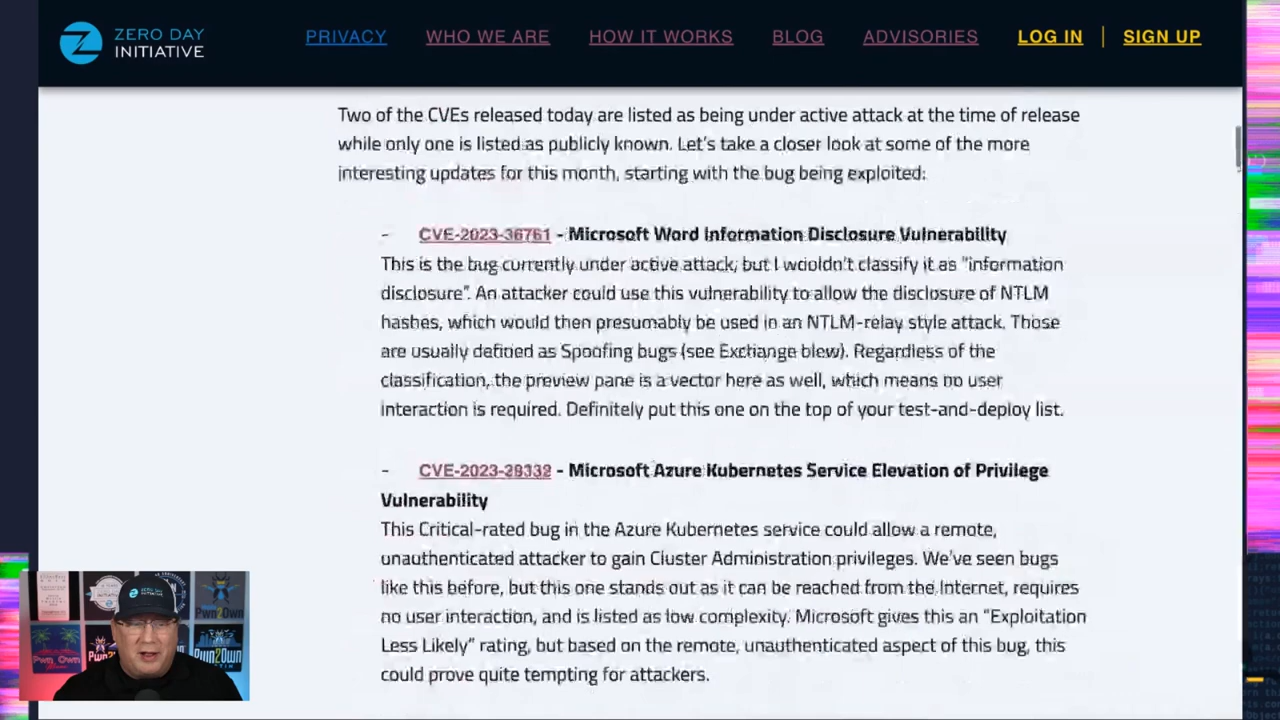 ZERO DAY
INITIATIVE
PRIVACY WHO WE ARE HOW IT WORKS BLOG ADVISORIES LOG IN | SIGN UP
Two of the CVEs released today are listed as being under active attack at the time of release
while only one is listed as publicly known. Let's take a closer look at some of the more
interesting updates for this month, starting with the bug being exploited:
- CVE-2023-36761 - Microsoft Word Information Disclosure Vulnerability
This is the bug currently under active attack, but I wouldn't classify it as "information
disclosure". An attacker could use this vulnerability to allow the disclosure of NTLM
hashes, which would then presumably be used in an NTLM-relay style attack. Those
are usually defined as Spoofing bugs (see Exchange blew). Regardless of the
classification, the preview pane is a vector here as well, which means no user
interaction is required. Definitely put this one on the top of your test-and-deploy list.
- CVE-2023-29332 - Microsoft Azure Kubernetes Service Elevation of Privilege
Vulnerability
This Critical-rated bug in the Azure Kubernetes service could allow a remote,
unauthenticated attacker to gain Cluster Administration privileges. We've seen bugs
like this before, but this one stands out as it can be reached from the Internet, requires
no user interaction, and is listed as low complexity. Microsoft gives this an "Exploitation
Less Likely" rating, but based on the remote, unauthenticated aspect of this bug, this
could prove quite tempting for attackers.
Pwn2Own
Pwn Own
Pwn2Own